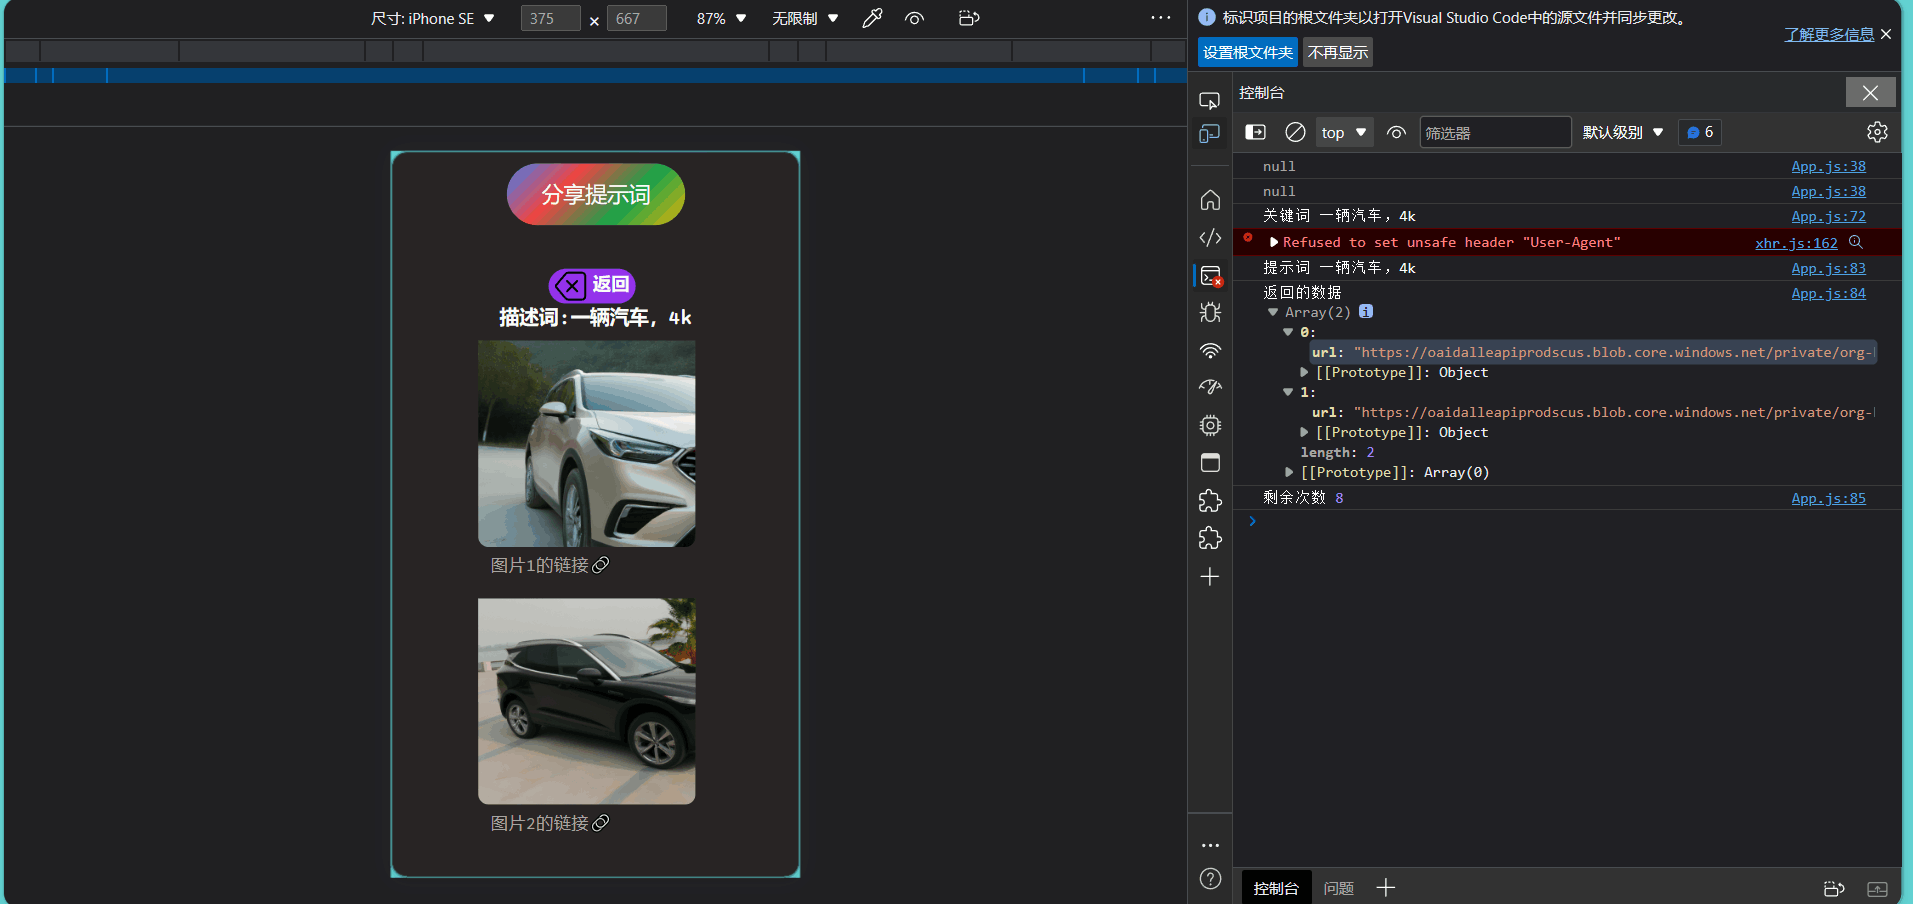 尺寸: iPhone SE
375 × 667
87%
无限制
标识项目的根文件夹以打开Visual Studio Code中的源文件并同步更改。
了解更多信息
设置根文件夹 不再显示
控制台
top
筛选器
默认级别
6
null App.js:38
null App.js:38
关键词 一辆汽车, 4k App.js:72
Refused to set unsafe header "User-Agent" xhr.js:162
提示词 一辆汽车, 4k App.js:83
返回的数据 App.js:84
Array(2) i
0:
url: "https://oaidalleapiprodscus.blob.core.windows.net/private/org-
[[Prototype]]: Object
1:
url: "https://oaidalleapiprodscus.blob.core.windows.net/private/org-
[[Prototype]]: Object
length: 2
[[Prototype]]: Array(0)
剩余次数 8 App.js:85
分享提示词
返回
描述词:一辆汽车, 4k
图片1的链接
图片2的链接
控制台 问题